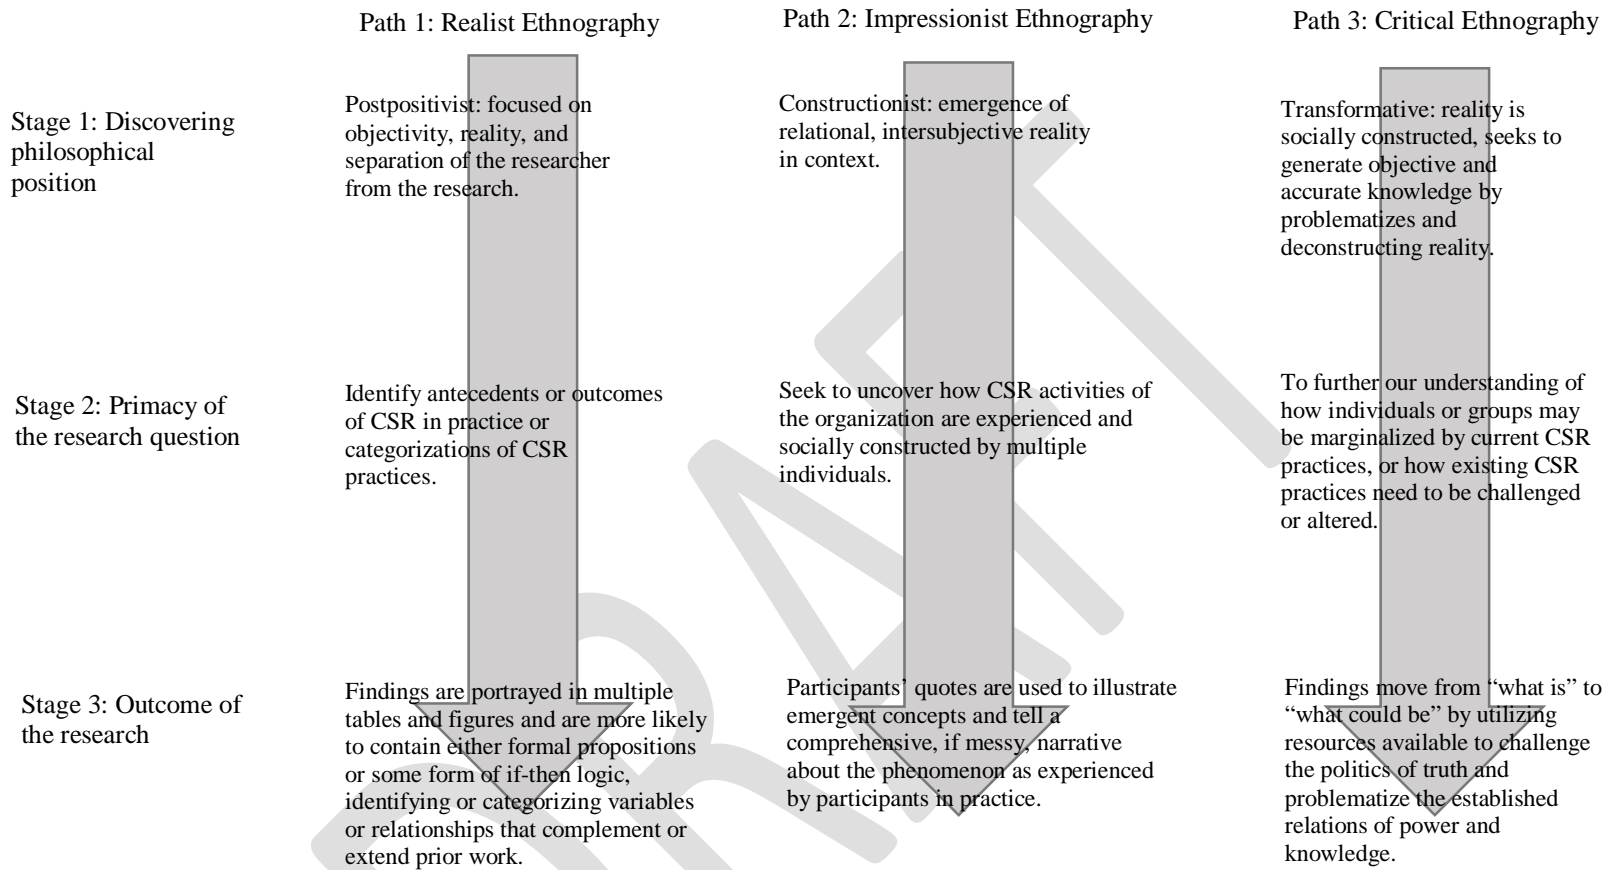 Path 1: Realist Ethnography
Path 2: Impressionist Ethnography
Path 3: Critical Ethnography
Stage 1: Discovering
philosophical
position
Postpositivist: focused on
objectivity, reality, and
separation of the researcher
from the research.
Constructionist: emergence of
relational, intersubjective reality
in context.
Transformative: reality is
socially constructed, seeks to
generate objective and
accurate knowledge by
problematizes and
deconstructing reality.
Stage 2: Primacy of
the research question
Identify antecedents or outcomes
of CSR in practice or
categorizations of CSR
practices.
Seek to uncover how CSR activities of
the organization are experienced and
socially constructed by multiple
individuals.
To further our understanding of
how individuals or groups may
be marginalized by current CSR
practices, or how existing CSR
practices need to be challenged
or altered.
Stage 3: Outcome of
the research
Findings are portrayed in multiple
tables and figures and are more likely
to contain either formal propositions
or some form of if-then logic,
identifying or categorizing variables
or relationships that complement or
extend prior work.
Participants’ quotes are used to illustrate
emergent concepts and tell a
comprehensive, if messy, narrative
about the phenomenon as experienced
by participants in practice.
Findings move from “what is” to
“what could be” by utilizing
resources available to challenge
the politics of truth and
problematize the established
relations of power and
knowledge.
DRAFT